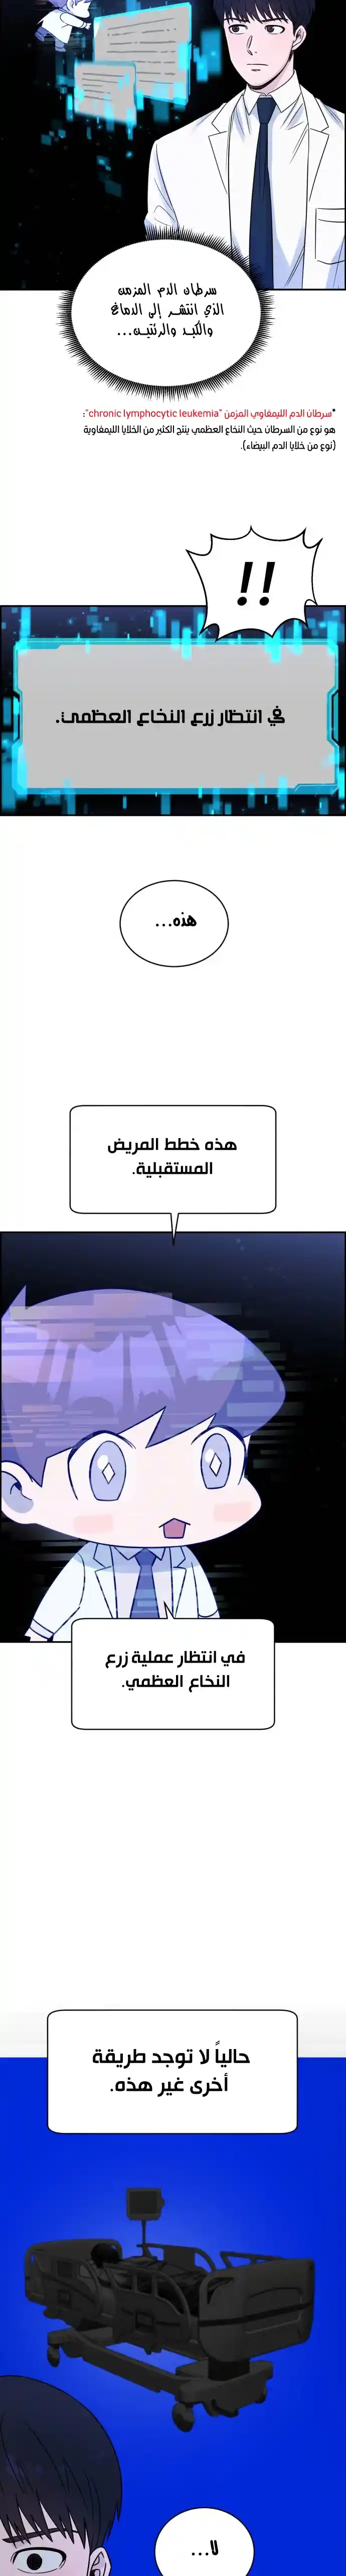 سرطان الدم المزمن
الذي انتشر إلى الدماغ
والكبد والرئتين...
*سرطان الدم الليمفاوي المزمن "chronic lymphocytic leukemia":
هو نوع من السرطان حيث النخاع العظمي ينتج الكثير من الخلايا الليمفاوية
(نوع من خلايا الدم البيضاء).
!!
في انتظار زرع النخاع العظمي.
هذه...
هذه خطط المريض
المستقبلية.
في انتظار عملية زرع
النخاع العظمي.
حالياً لا توجد طريقة
أخرى غير هذه.
لا...